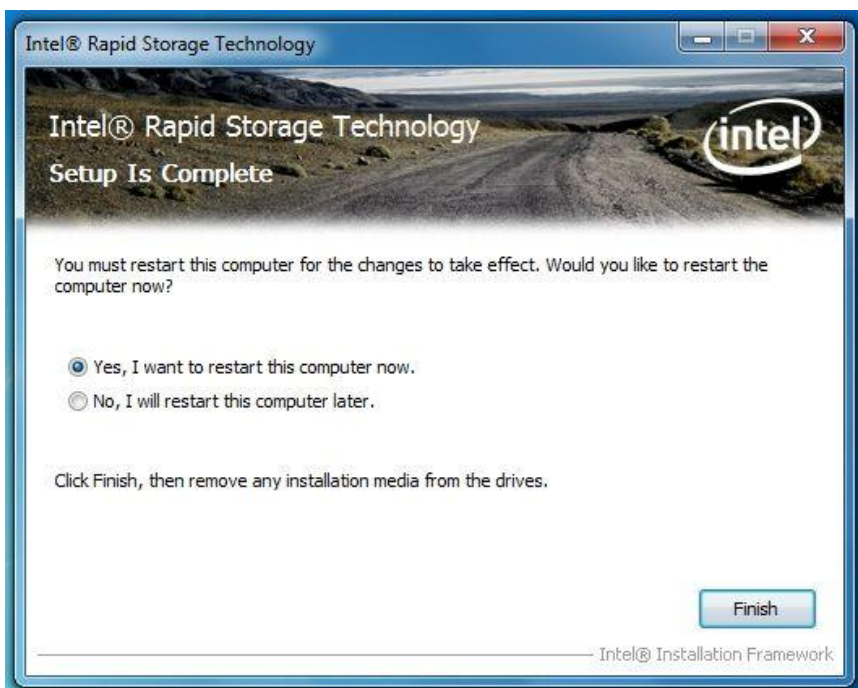 Intel® Rapid Storage Technology
Intel® Rapid Storage Technology
intel
Setup Is Complete
You must restart this computer for the changes to take effect. Would you like to restart the
computer now?
Yes, I want to restart this computer now.
No, I will restart this computer later.
Click Finish, then remove any installation media from the drives.
Finish
Intel® Installation Framework